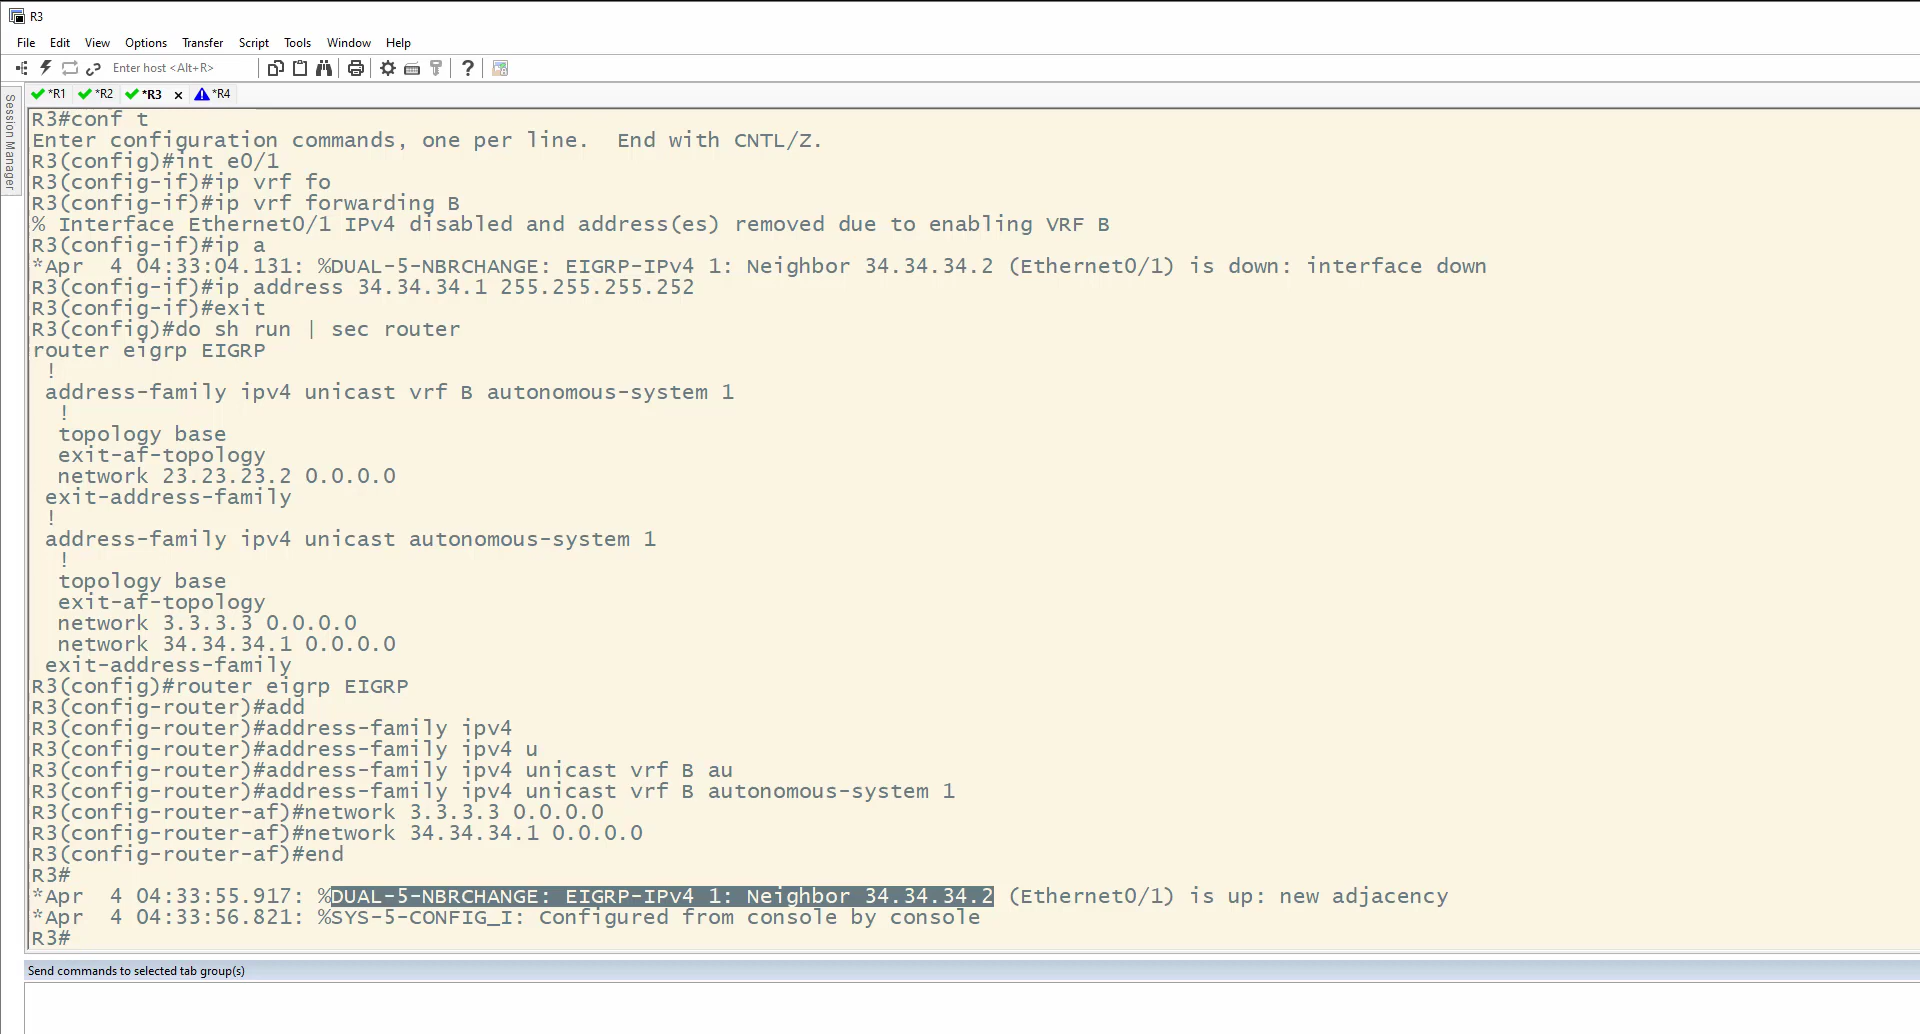 R3
File Edit View Options Transfer Script Tools Window Help
Enter host <Alt+R>
*R1 *R2 *R3 × *R4
Session Manager
R3#conf t
Enter configuration commands, one per line.  End with CNTL/Z.
R3(config)#int e0/1
R3(config-if)#ip vrf fo
R3(config-if)#ip vrf forwarding B
% Interface Ethernet0/1 IPv4 disabled and address(es) removed due to enabling VRF B
R3(config-if)#ip a
*Apr  4 04:33:04.131: %DUAL-5-NBRCHANGE: EIGRP-IPv4 1: Neighbor 34.34.34.2 (Ethernet0/1) is down: interface down
R3(config-if)#ip address 34.34.34.1 255.255.255.252
R3(config-if)#exit
R3(config)#do sh run | sec router
router eigrp EIGRP
 !
 address-family ipv4 unicast vrf B autonomous-system 1
  !
  topology base
  exit-af-topology
  network 23.23.23.2 0.0.0.0
 exit-address-family
 !
 address-family ipv4 unicast autonomous-system 1
  !
  topology base
  exit-af-topology
  network 3.3.3.3 0.0.0.0
  network 34.34.34.1 0.0.0.0
 exit-address-family
R3(config)#router eigrp EIGRP
R3(config-router)#add
R3(config-router)#address-family ipv4
R3(config-router)#address-family ipv4 u
R3(config-router)#address-family ipv4 unicast vrf B au
R3(config-router)#address-family ipv4 unicast vrf B autonomous-system 1
R3(config-router-af)#network 3.3.3.3 0.0.0.0
R3(config-router-af)#network 34.34.34.1 0.0.0.0
R3(config-router-af)#end
R3#
*Apr  4 04:33:55.917: %DUAL-5-NBRCHANGE: EIGRP-IPv4 1: Neighbor 34.34.34.2 (Ethernet0/1) is up: new adjacency
*Apr  4 04:33:56.821: %SYS-5-CONFIG_I: Configured from console by console
R3#
Send commands to selected tab group(s)